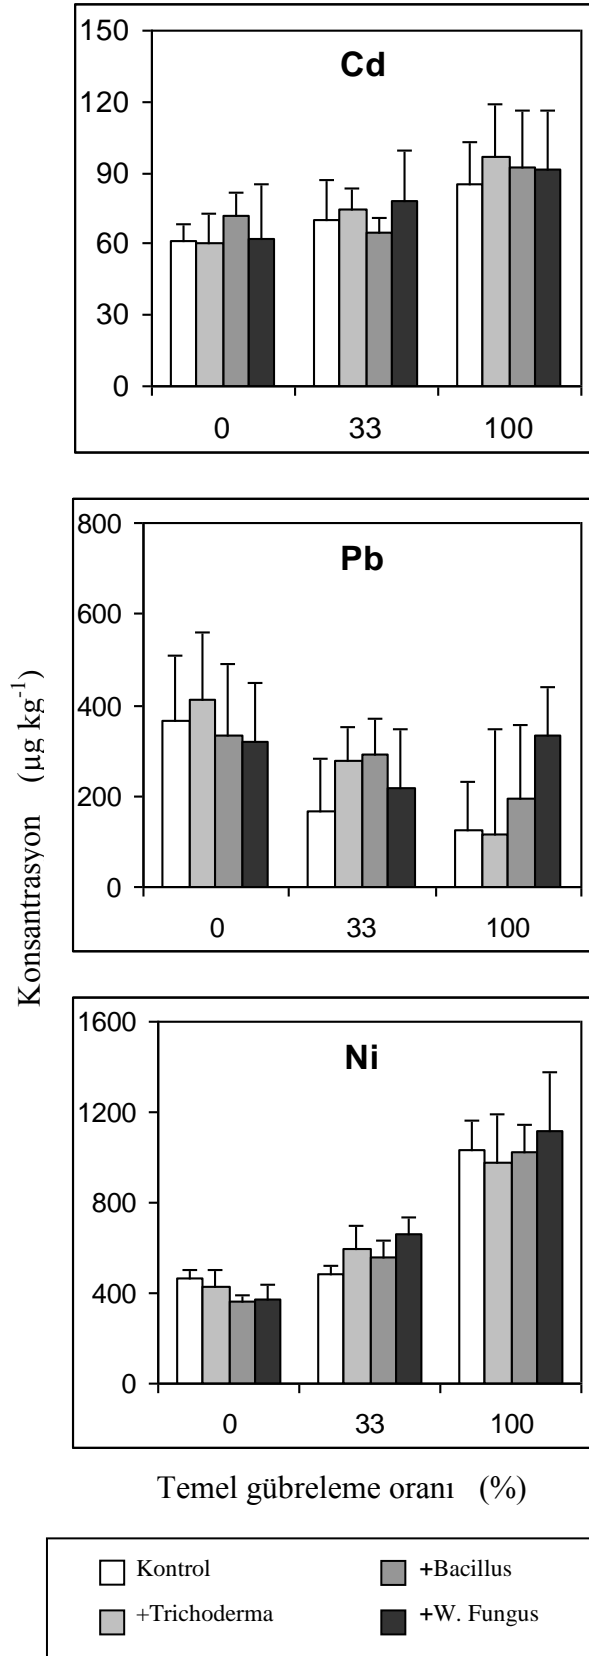 Cd
150
120
90
60
30
0
0 33 100
Konsantrasyon (µg kg⁻¹)
Pb
800
600
400
200
0
0 33 100
Ni
1600
1200
800
400
0
0 33 100
Temel gübreleme oranı (%)
Kontrol
+Bacillus
+Trichoderma
+W. Fungus